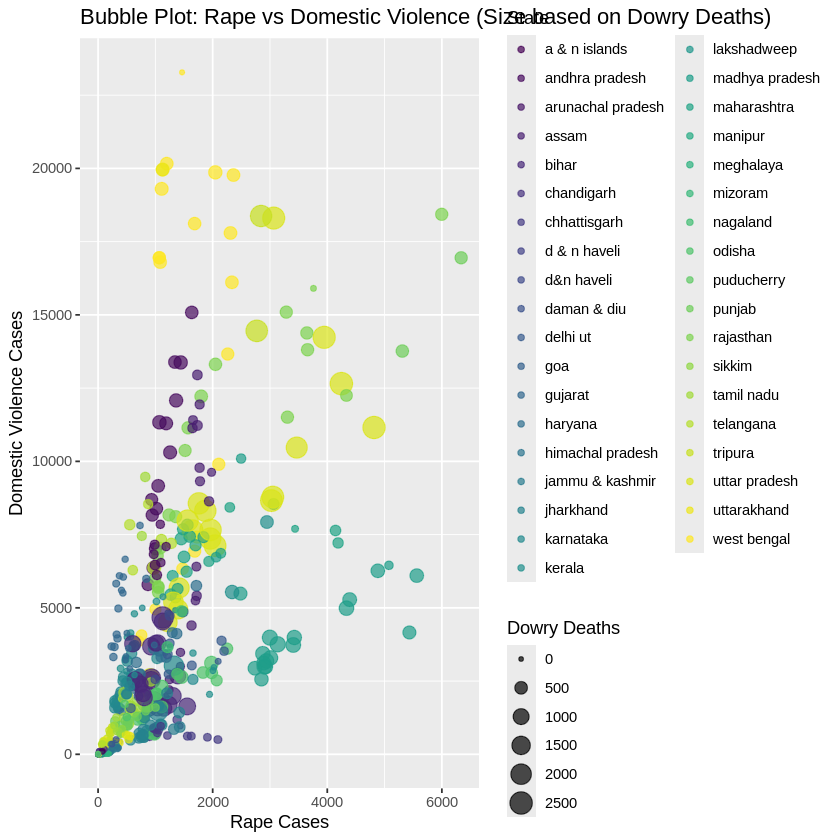 Bubble Plot: Rape vs Domestic Violence (Size based on Dowry Deaths)
State
a & n islands
andhra pradesh
arunachal pradesh
assam
bihar
chandigarh
chhattisgarh
d & n haveli
d&n haveli
daman & diu
delhi ut
goa
gujarat
haryana
himachal pradesh
jammu & kashmir
jharkhand
karnataka
kerala
lakshadweep
madhya pradesh
maharashtra
manipur
meghalaya
mizoram
nagaland
odisha
puducherry
punjab
rajasthan
sikkim
tamil nadu
telangana
tripura
uttar pradesh
uttarakhand
west bengal
Dowry Deaths
0
500
1000
1500
2000
2500
Domestic Violence Cases
20000
15000
10000
5000
0
0 2000 4000 6000
Rape Cases